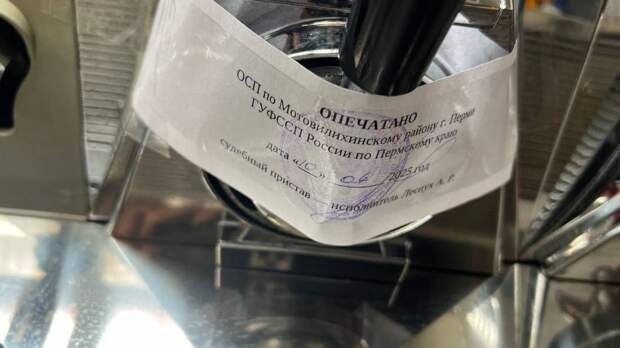 ОПЕЧАТАНО
ОСП по Мотовилихинскому району г. Перми
ГУФССП России по Пермскому краю
дата «10» 06 2025 год
судебный пристав – исполнитель Леснух А. Р.